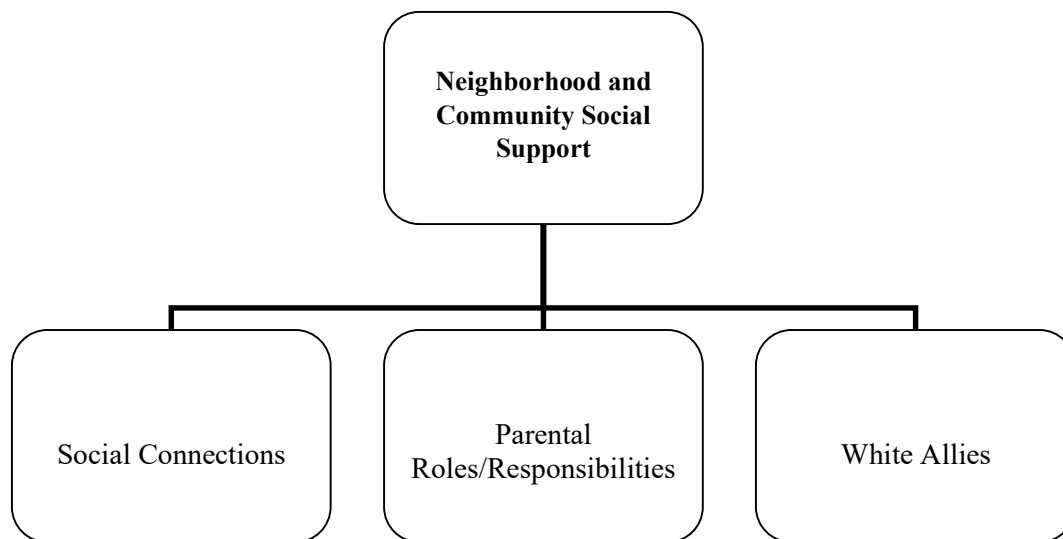 Neighborhood and
Community Social
Support
Social Connections
Parental
Roles/Responsibilities
White Allies